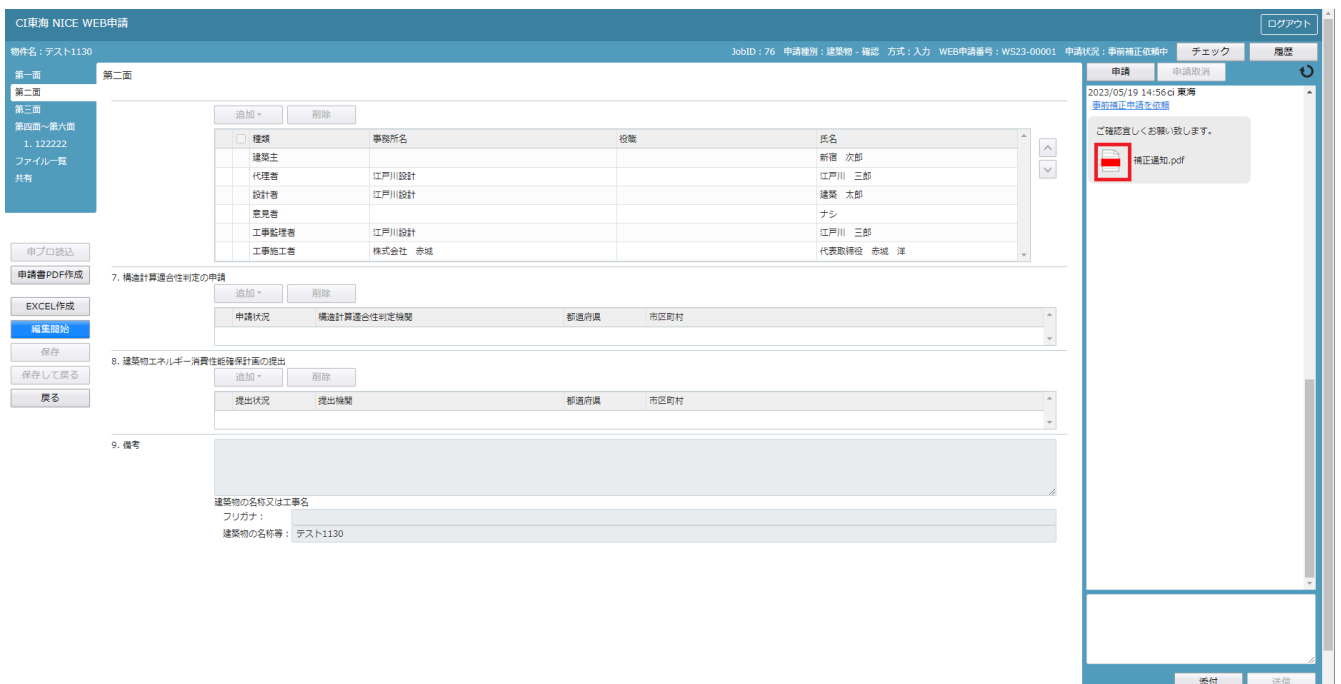 CI東海 NICE WEB申請
ログアウト
物件名：テスト1130
JobID：76 申請種別：建築物 - 確認 方式：入力 WEB申請番号：WS23-00001 申請状況：事前補正依頼中
チェック
履歴
第一面
第二面
第三面
第四面～第六面
1. 122222
ファイル一覧
共有
申プロ読込
申請書PDF作成
EXCEL作成
編集開始
保存
保存して戻る
戻る
第二面
追加
削除
種類 事務所名 役職 氏名
建築主 新宿 次郎
代理者 江戸川設計 江戸川 三郎
設計者 江戸川設計 建築 太郎
意見者 ナシ
工事監理者 江戸川設計 江戸川 三郎
工事施工者 株式会社 赤城 代表取締役 赤城 洋
7. 構造計算適合性判定の申請
追加
削除
申請状況 構造計算適合性判定機関 都道府県 市区町村
8. 建築物エネルギー消費性能確保計画の提出
追加
削除
提出状況 提出機関 都道府県 市区町村
9. 備考
建築物の名称又は工事名
フリガナ：
建築物の名称等： テスト1130
申請
申請取消
2023/05/19 14:56ci 東海
事前補正申請を依頼
ご確認宜しくお願い致します。
補正通知.pdf
添付
送信